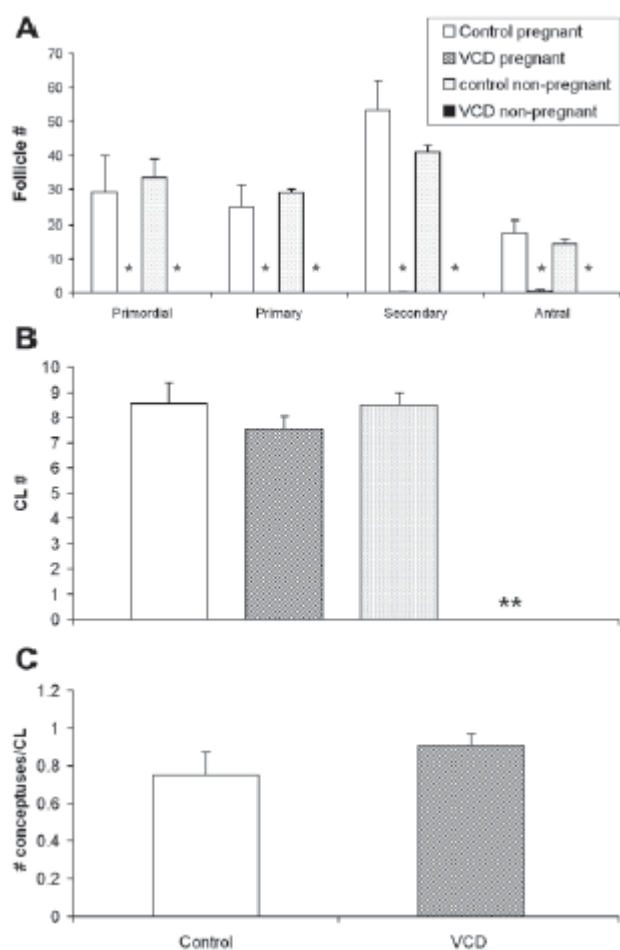 A
Control pregnant
VCD pregnant
control non-pregnant
VCD non-pregnant
Follicle #
70
60
50
40
30
20
10
0
* * * * * * * *
Primordial Primary Secondary Antral
B
CL #
10
9
8
7
6
5
4
3
2
1
0
**
C
# conceptuses/CL
1.2
1
0.8
0.6
0.4
0.2
0
Control VCD